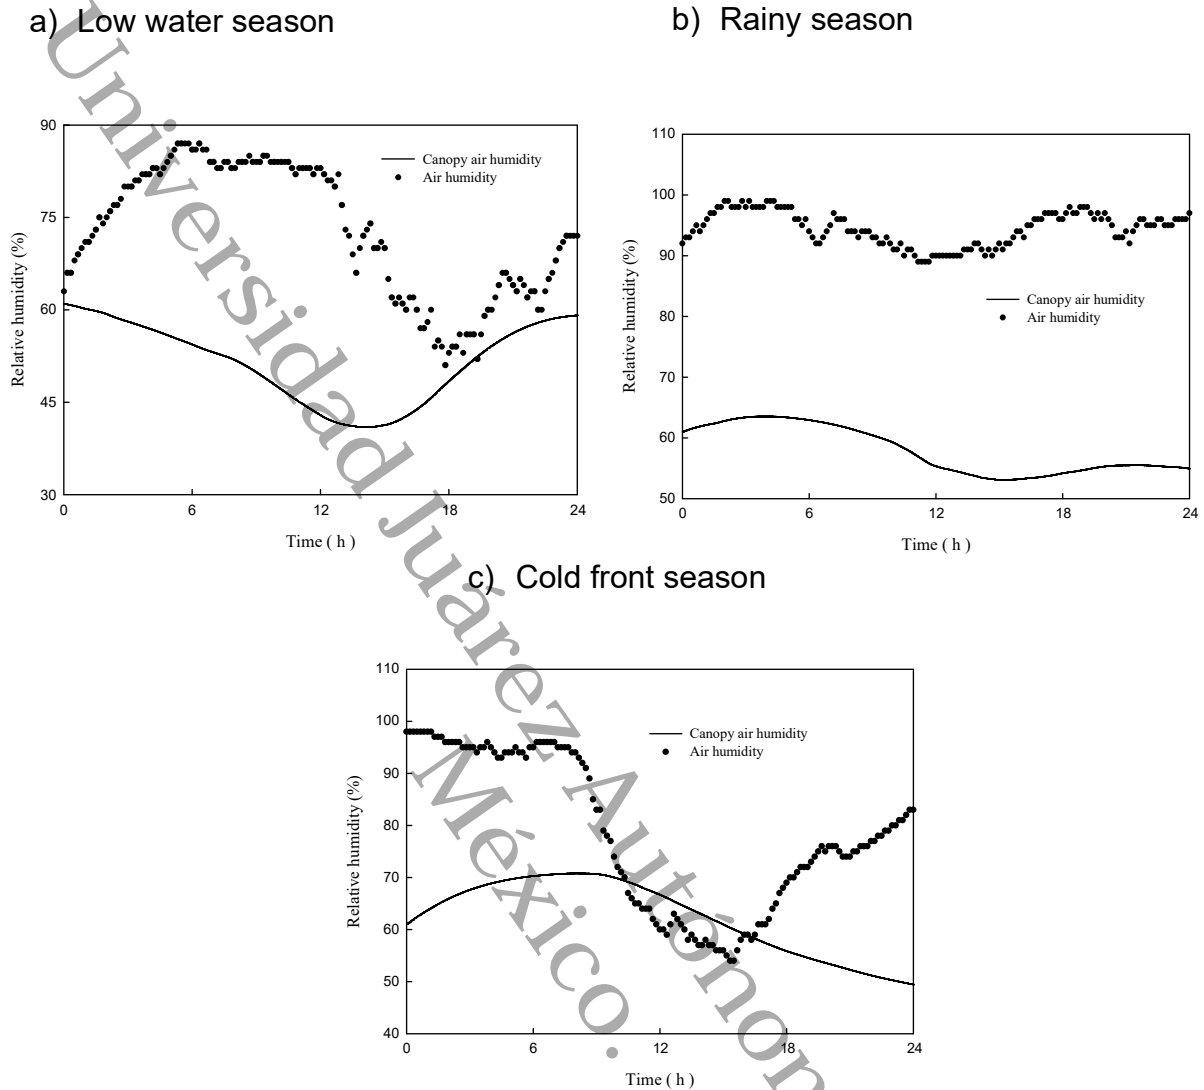 a) Low water season
90
75
60
45
30
0 6 12 18 24
Relative humidity (%)
Time ( h )
Canopy air humidity
Air humidity
b) Rainy season
110
100
90
80
70
60
50
0 6 12 18 24
Relative humidity (%)
Time ( h )
Canopy air humidity
Air humidity
c) Cold front season
110
100
90
80
70
60
50
40
0 6 12 18 24
Relative humidity (%)
Time ( h )
Canopy air humidity
Air humidity
Universidad Juárez Autónom
México.